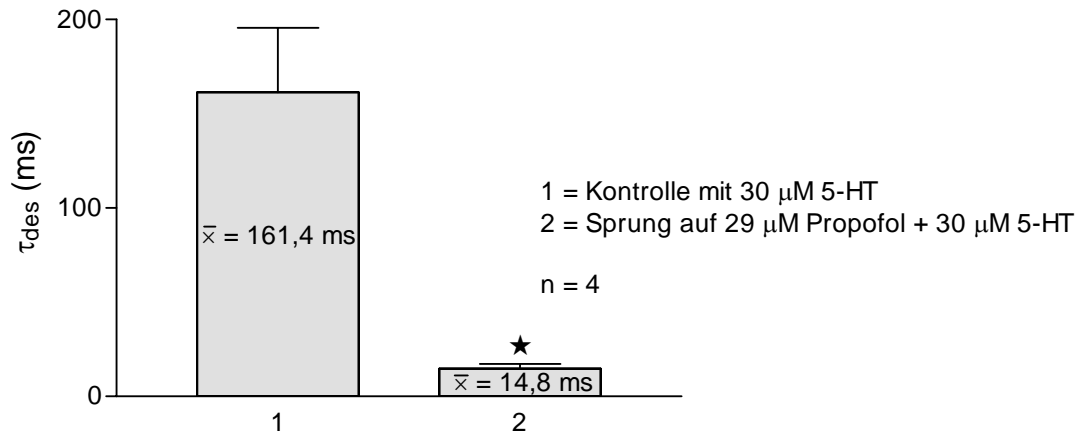 200
100
0
τdes (ms)
x̅ = 161,4 ms
★
x̅ = 14,8 ms
1
2
1 = Kontrolle mit 30 μM 5-HT
2 = Sprung auf 29 μM Propofol + 30 μM 5-HT
n = 4